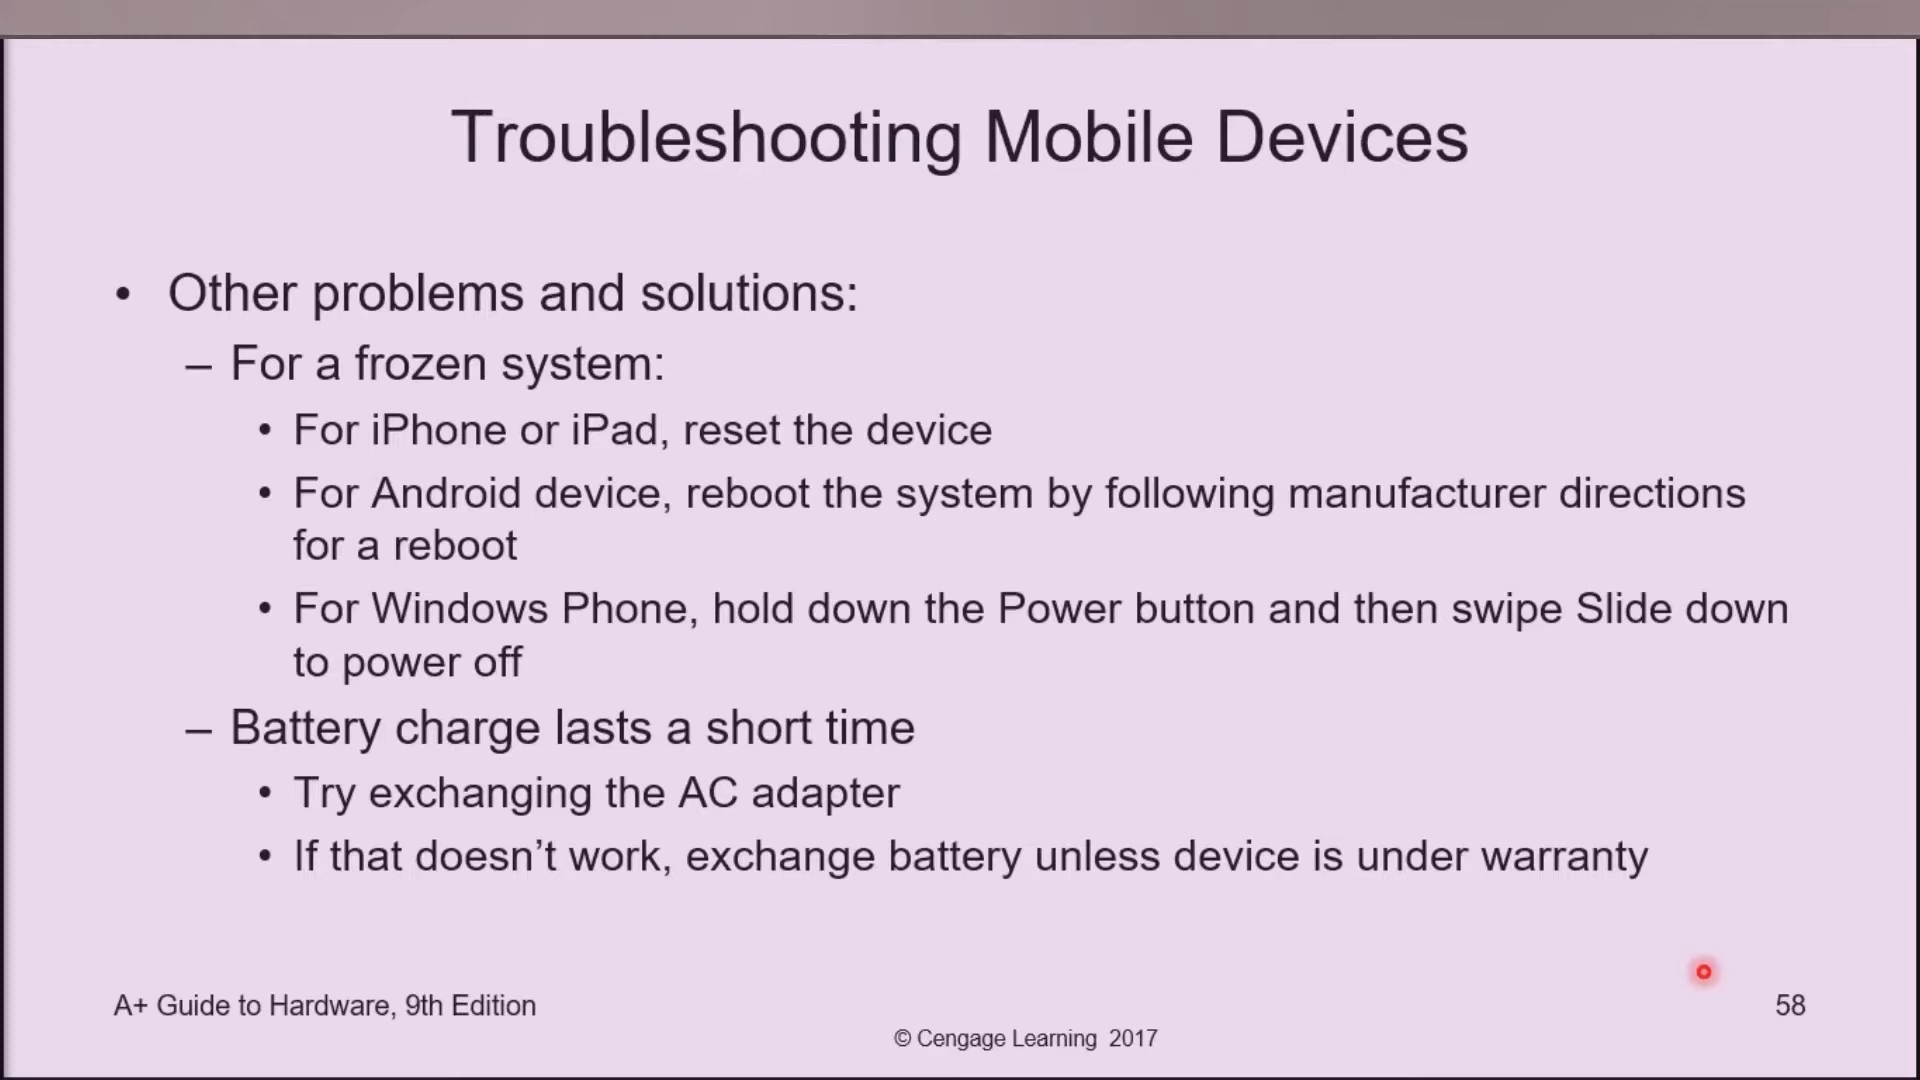 Troubleshooting Mobile Devices
• Other problems and solutions:
– For a frozen system:
• For iPhone or iPad, reset the device
• For Android device, reboot the system by following manufacturer directions
for a reboot
• For Windows Phone, hold down the Power button and then swipe Slide down
to power off
– Battery charge lasts a short time
• Try exchanging the AC adapter
• If that doesn’t work, exchange battery unless device is under warranty
A+ Guide to Hardware, 9th Edition
58
© Cengage Learning 2017